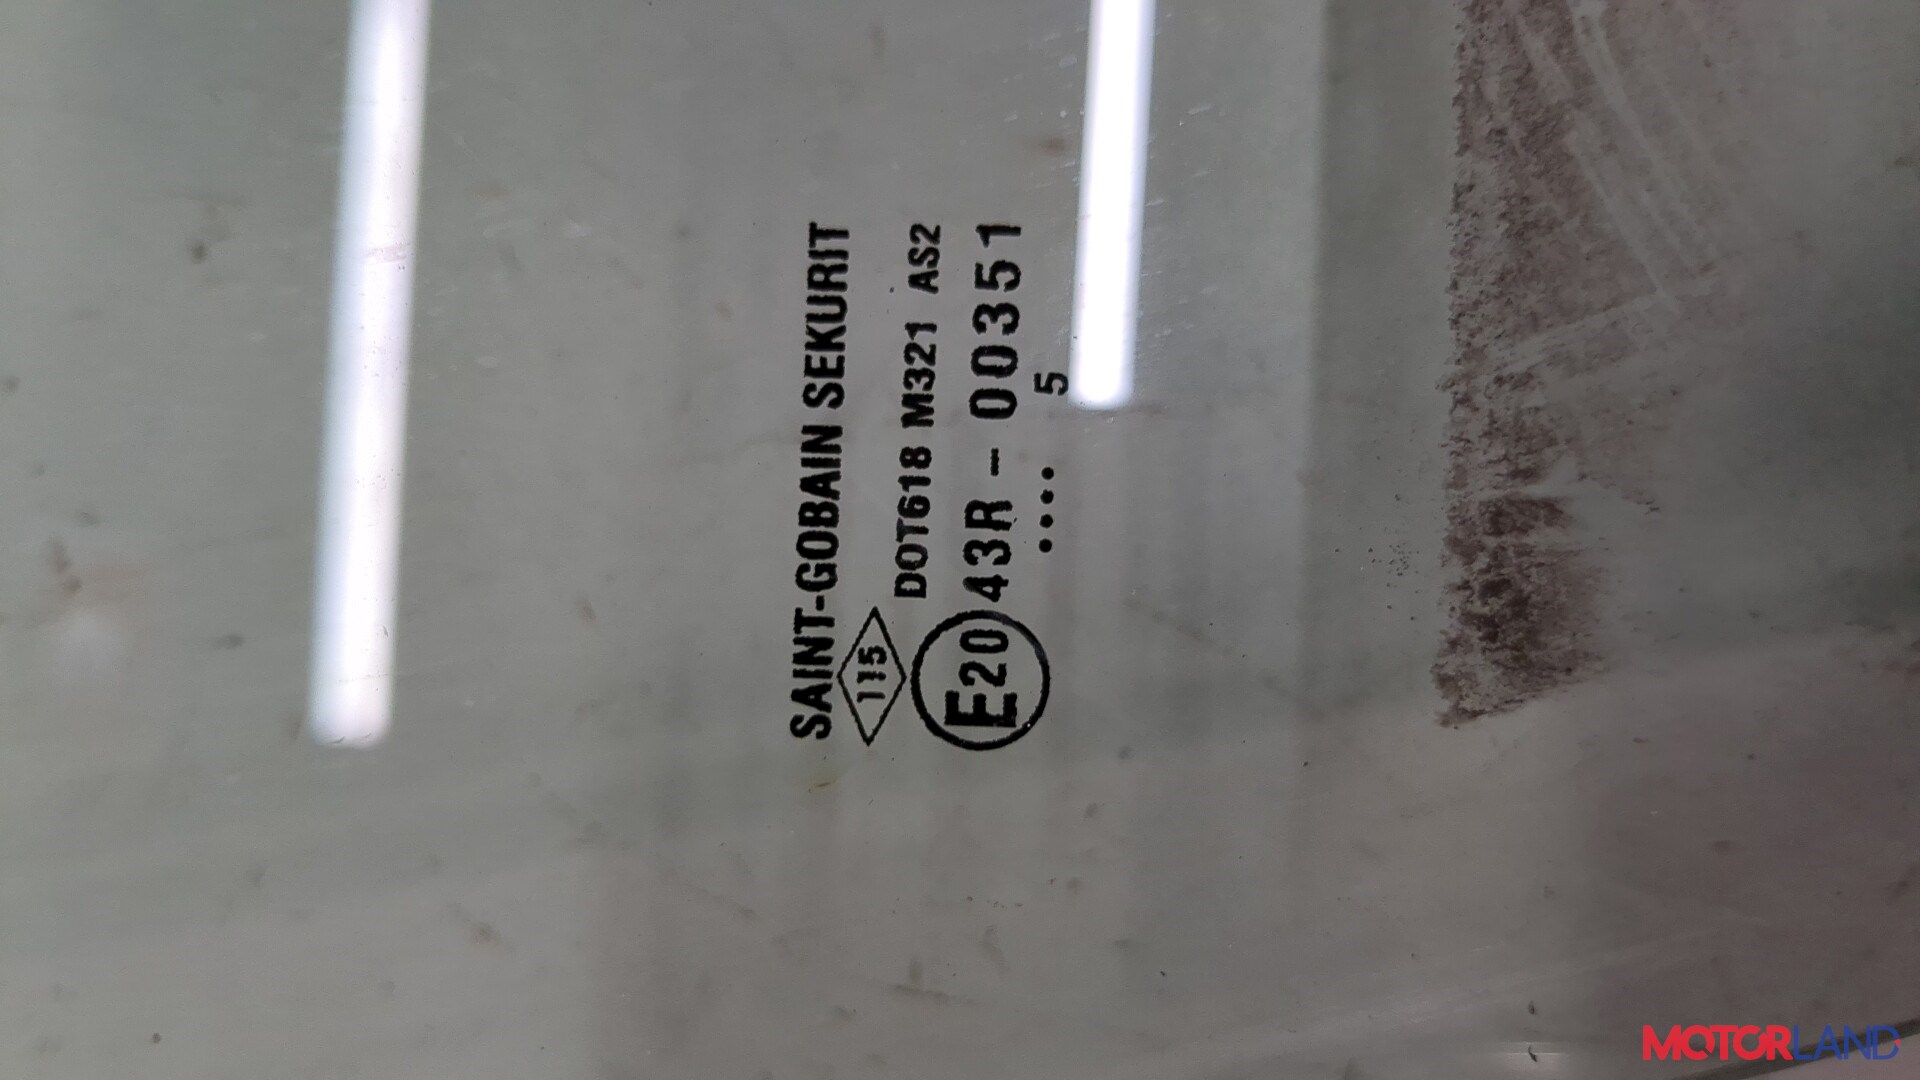 SAINT-GOBAIN SEKURIT
115
DOT618 M321 AS2
E20 43R - 00351
.... 5
MOTORLAND